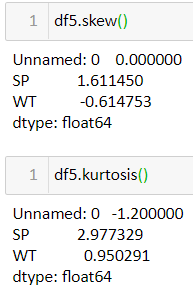 1 df5.skew()
Unnamed: 0 0.000000
SP 1.611450
WT -0.614753
dtype: float64
1 df5.kurtosis()
Unnamed: 0 -1.200000
SP 2.977329
WT 0.950291
dtype: float64